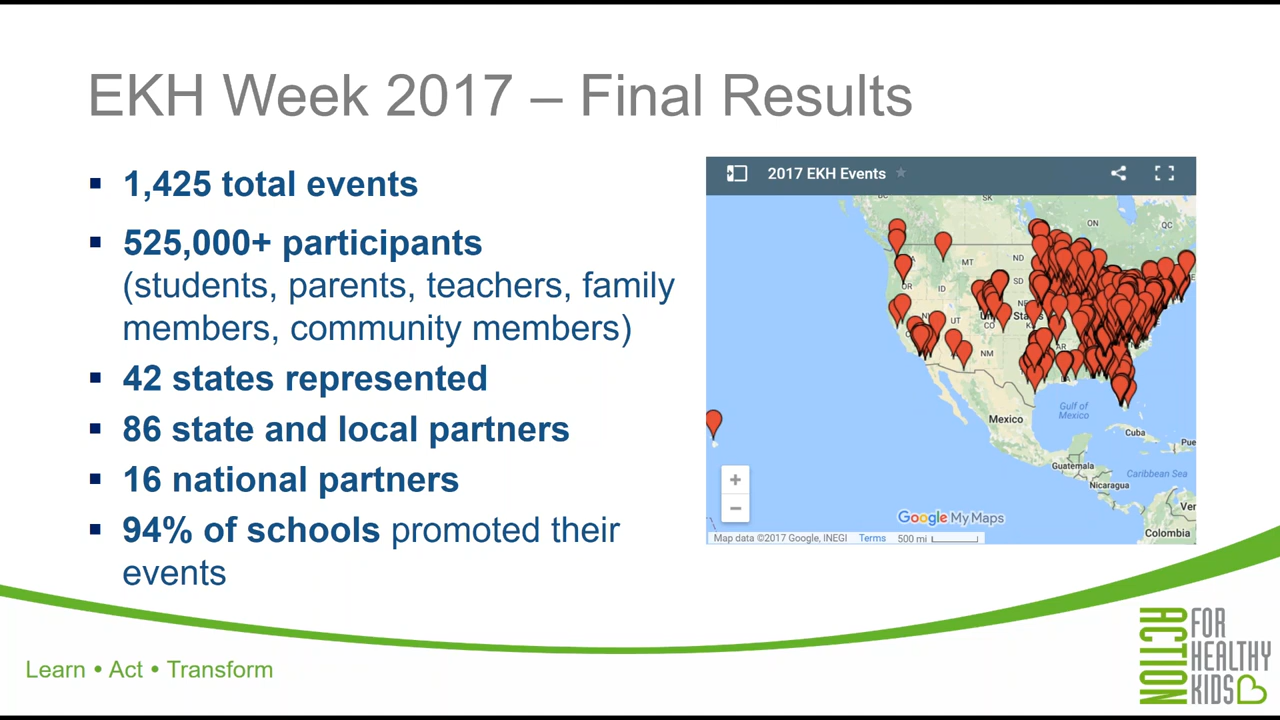 EKH Week 2017 – Final Results
▪ 1,425 total events
▪ 525,000+ participants
(students, parents, teachers, family
members, community members)
▪ 42 states represented
▪ 86 state and local partners
▪ 16 national partners
▪ 94% of schools promoted their
events
2017 EKH Events
SK
ON
QC
MT
ND
OR
ID
SD
NE
UT
CO
NM
AR
Mexico
Gulf of
Mexico
Cuba
Guatemala
Caribbean Sea
Nicaragua
Colombia
+
−
Google My Maps
Map data ©2017 Google, INEGI Terms 500 mi
Learn • Act • Transform
ACTION
FOR
HEALTHY
KIDS